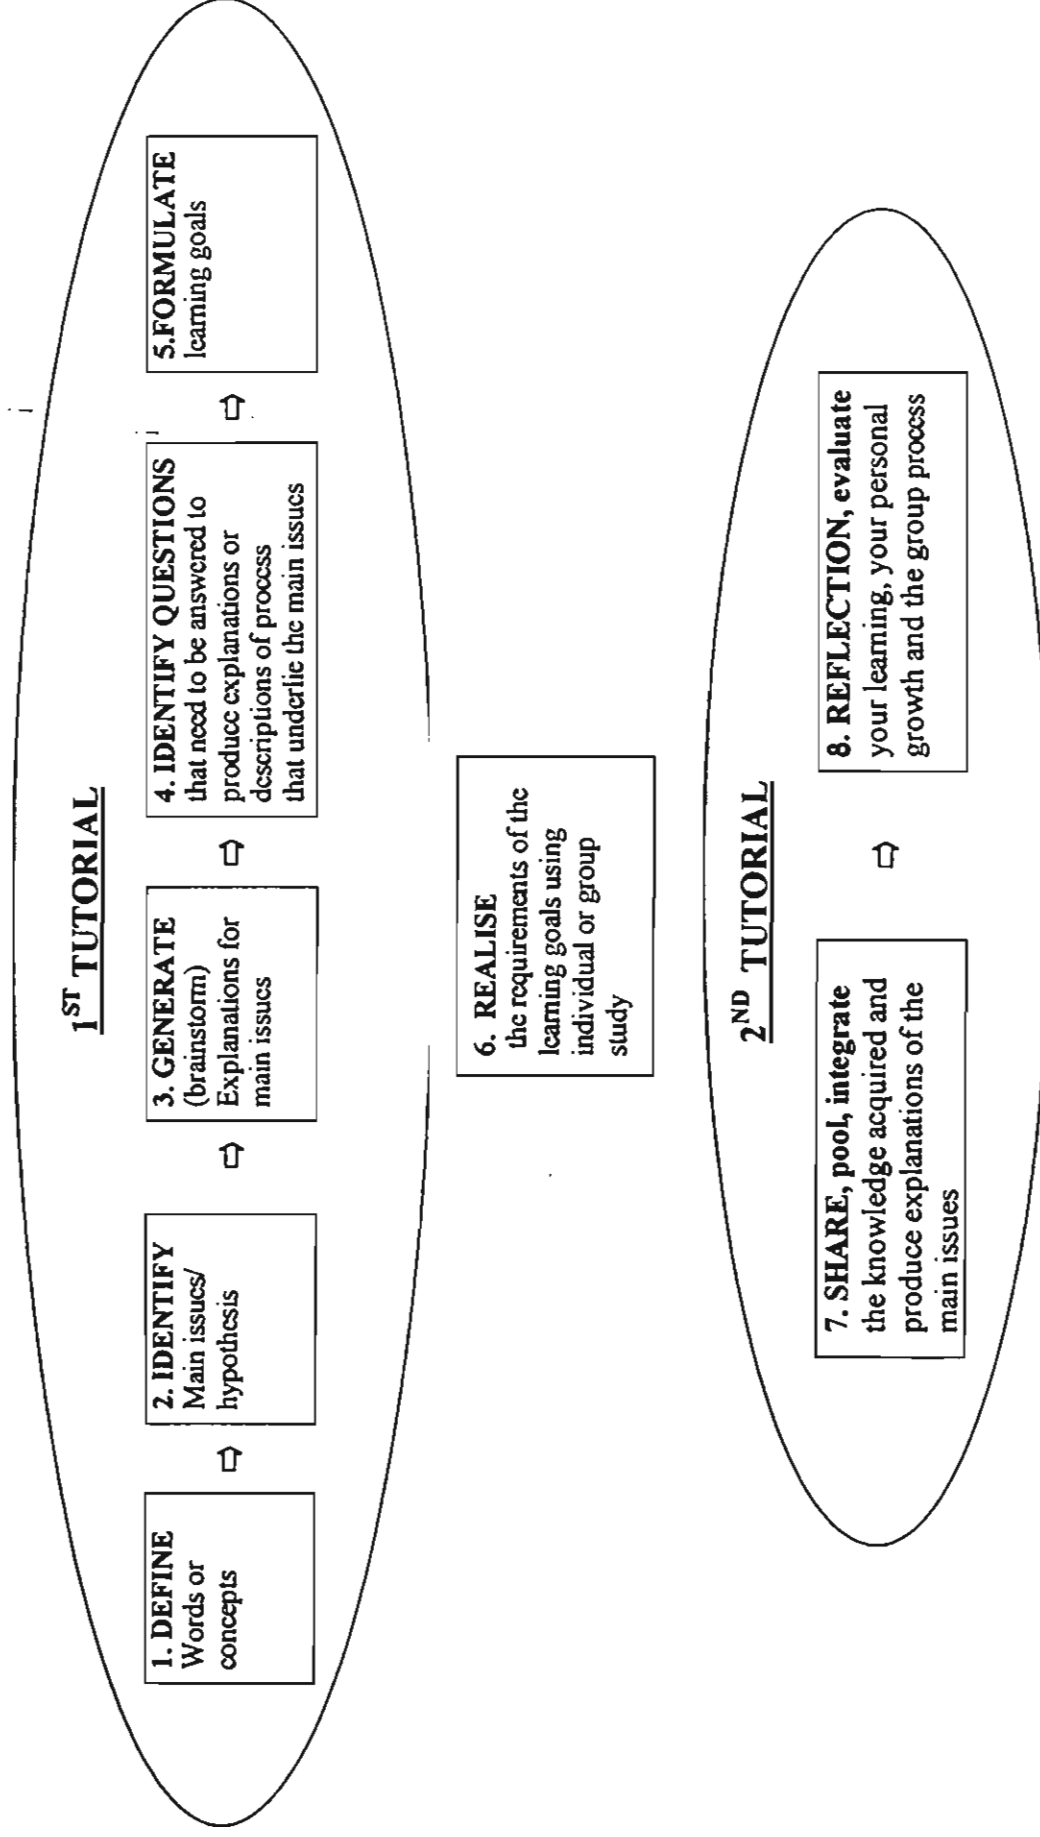 1ST TUTORIAL
1. DEFINE
Words or
concepts
2. IDENTIFY
Main issues/
hypothesis
3. GENERATE
(brainstorm)
Explanations for
main issues
4. IDENTIFY QUESTIONS
that need to be answered to
produce explanations or
descriptions of process
that underlie the main issues
5.FORMULATE
learning goals
6. REALISE
the requirements of the
learning goals using
individual or group
study
2ND TUTORIAL
7. SHARE, pool, integrate
the knowledge acquired and
produce explanations of the
main issues
8. REFLECTION, evaluate
your learning, your personal
growth and the group process